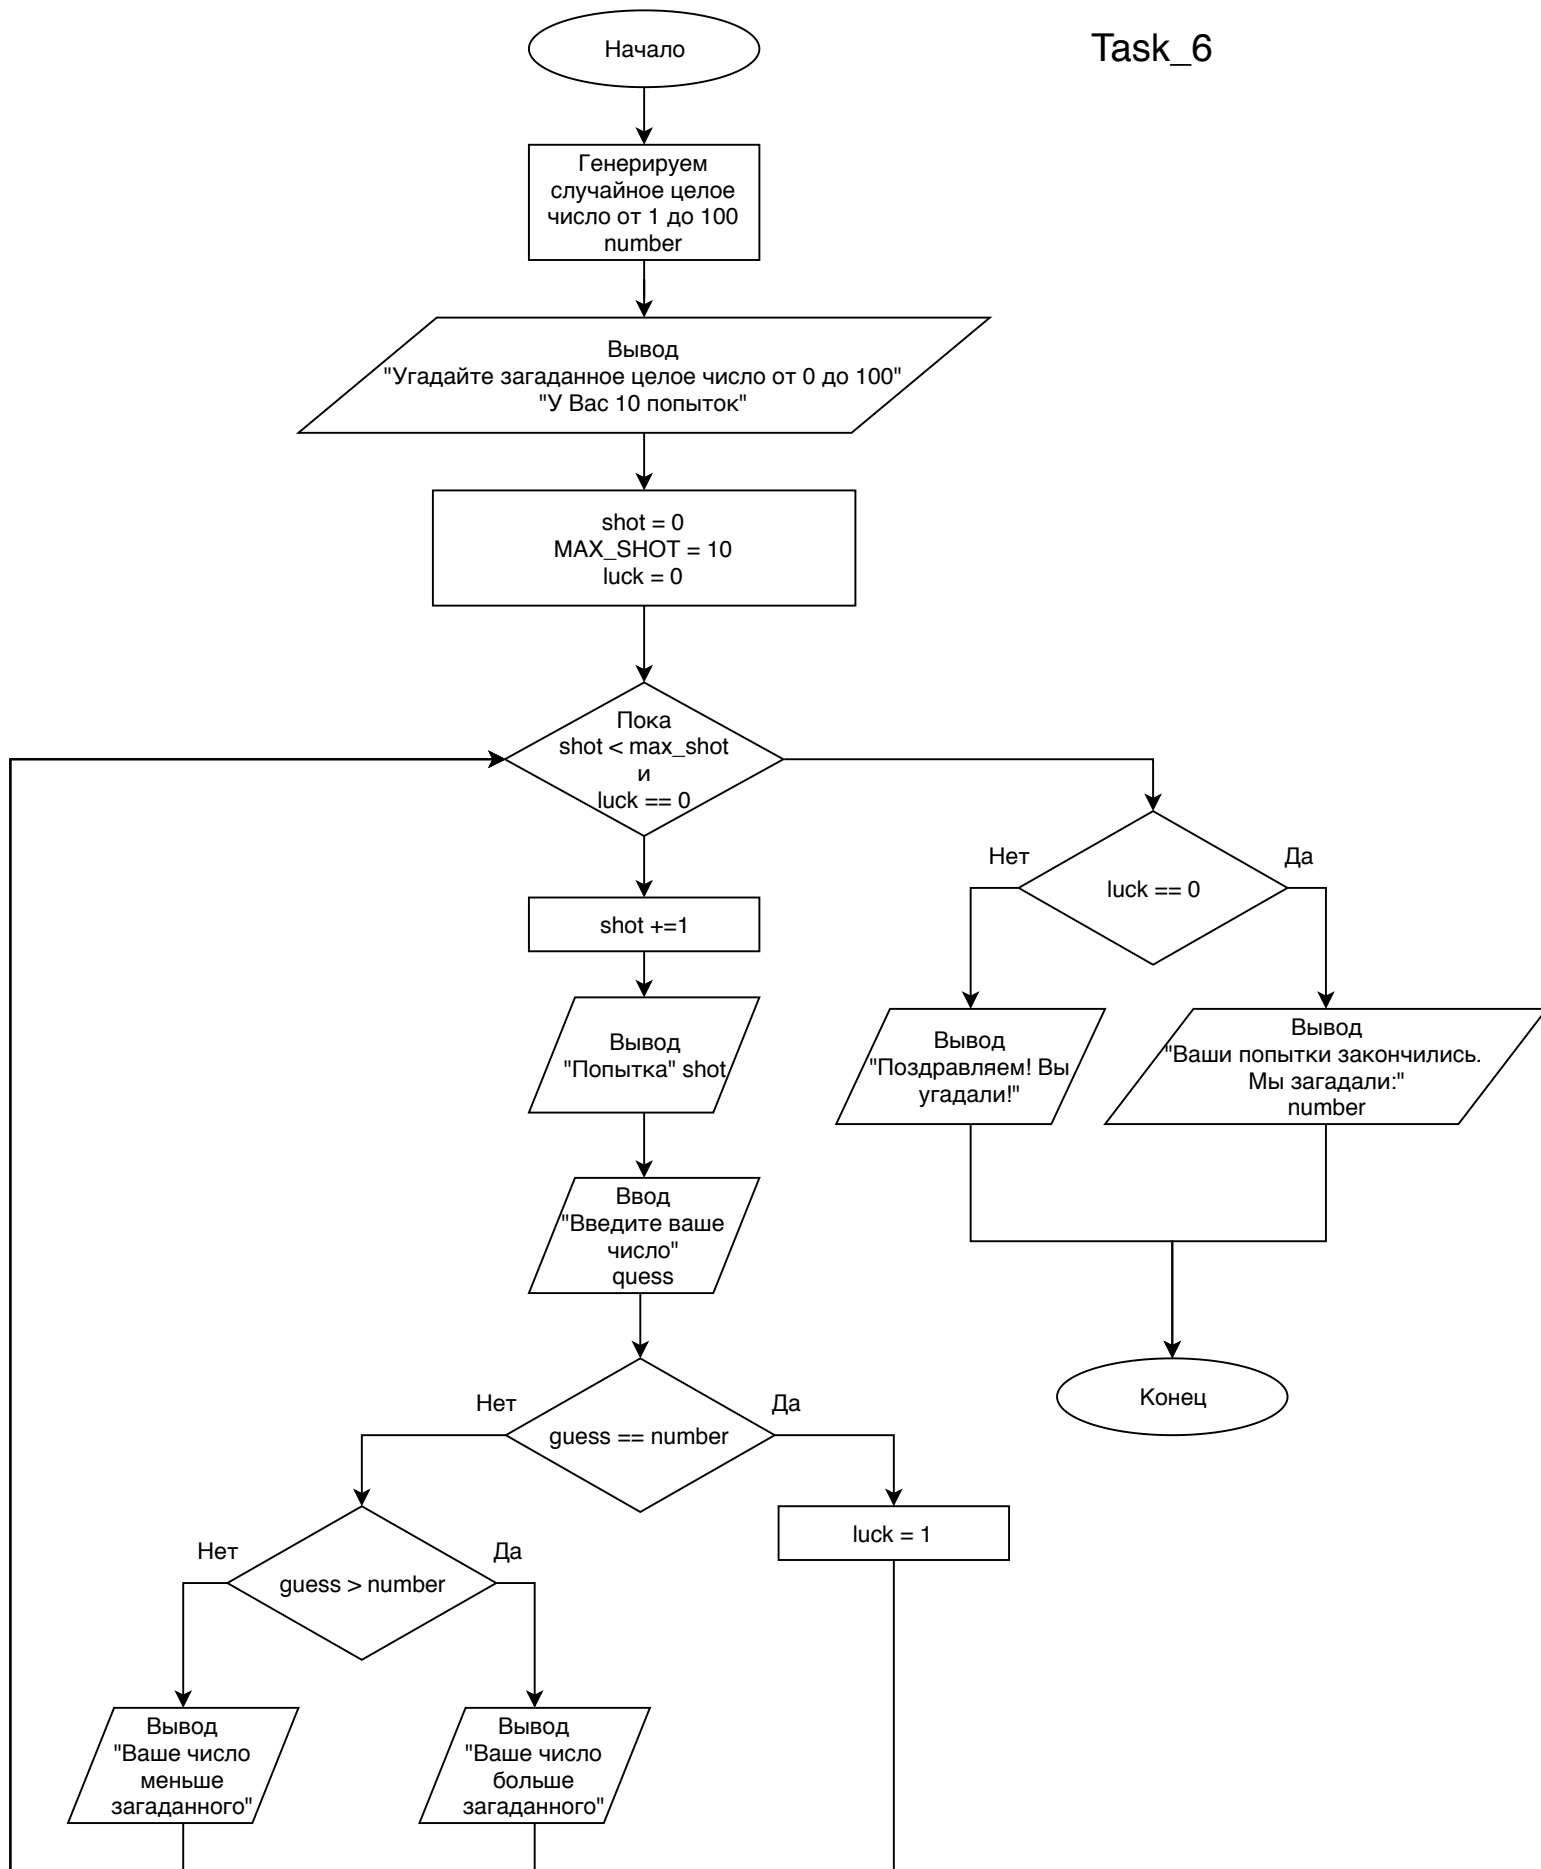 Task_6
Начало
Генерируем
случайное целое
число от 1 до 100
number
Вывод
"Угадайте загаданное целое число от 0 до 100"
"У Вас 10 попыток"
shot = 0
MAX_SHOT = 10
luck = 0
Пока
shot < max_shot
и
luck == 0
shot +=1
Вывод
"Попытка" shot
Ввод
"Введите ваше
число"
quess
Нет
Да
guess == number
luck = 1
Нет
Да
guess > number
Вывод
"Ваше число
меньше
загаданного"
Вывод
"Ваше число
больше
загаданного"
Нет
Да
luck == 0
Вывод
"Поздравляем! Вы
угадали!"
Вывод
"Ваши попытки закончились.
Мы загадали:"
number
Конец